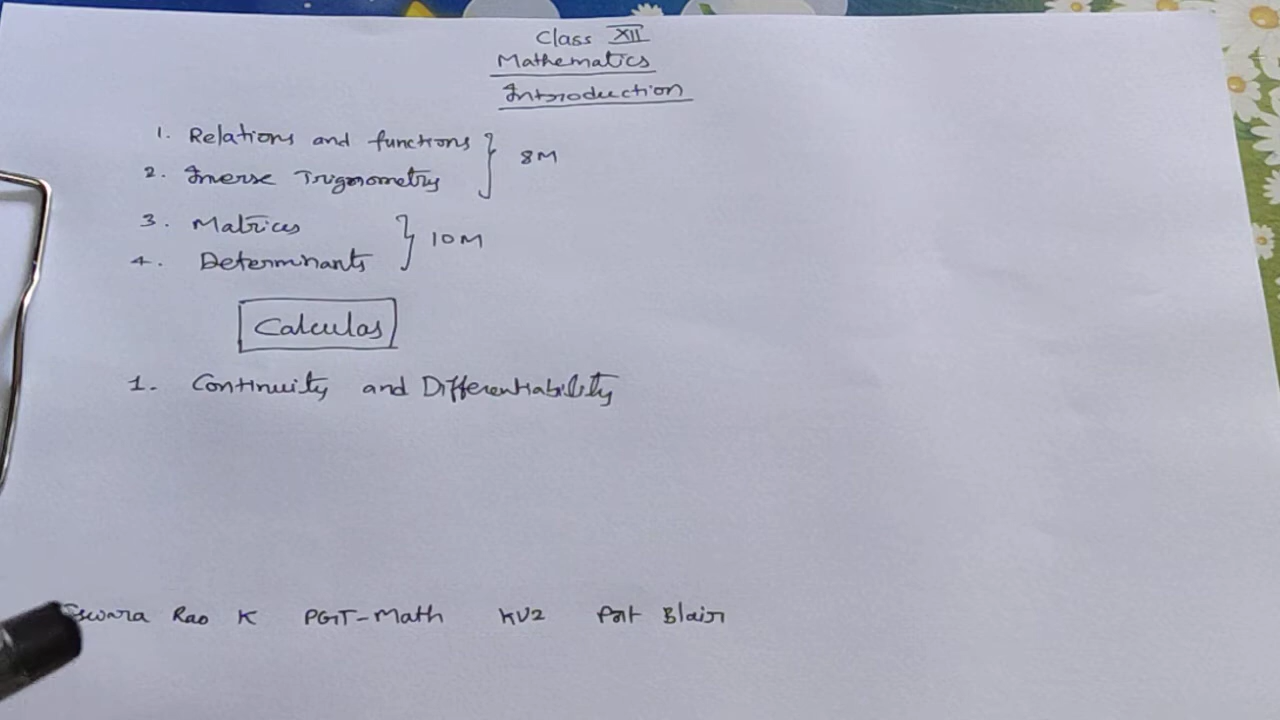 Class XII
Mathematics
Introduction
1. Relations and functions } 8M
2. Inverse Trigonometry
3. Matrices } 10M
4. Determinants
Calculas
1. Continuity and Differentiability
Eswara Rao K PGT-Math KV2 Port Blair